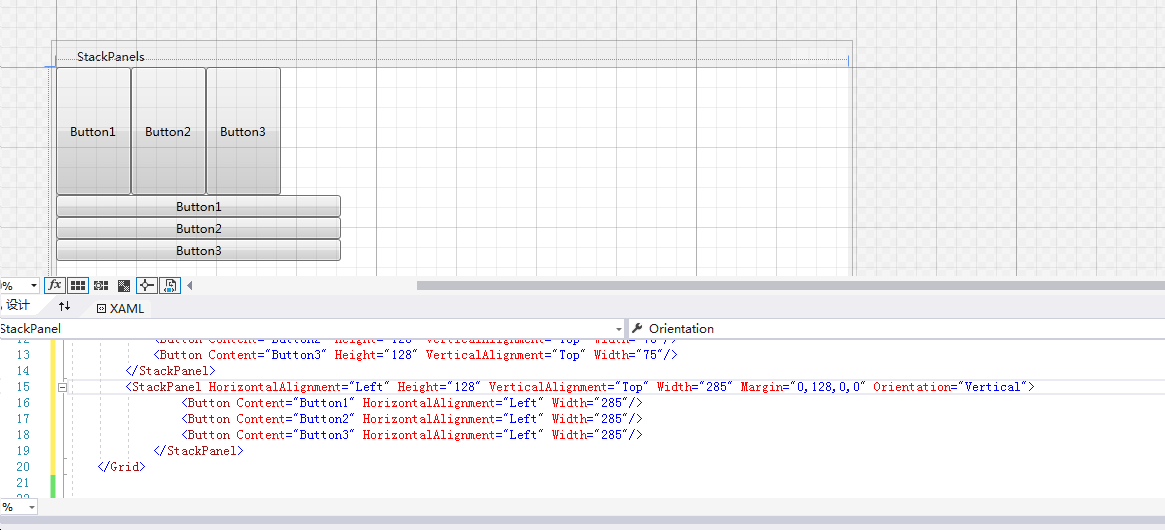 StackPanels
Button1 Button2 Button3
Button1
Button2
Button3
%
fx
设计 XAML
StackPanel Orientation
12 <Button Content="Button2" Height="128" VerticalAlignment="Top" Width="75"/>
13 <Button Content="Button3" Height="128" VerticalAlignment="Top" Width="75"/>
14 </StackPanel>
15 <StackPanel HorizontalAlignment="Left" Height="128" VerticalAlignment="Top" Width="285" Margin="0,128,0,0" Orientation="Vertical">
16 <Button Content="Button1" HorizontalAlignment="Left" Width="285"/>
17 <Button Content="Button2" HorizontalAlignment="Left" Width="285"/>
18 <Button Content="Button3" HorizontalAlignment="Left" Width="285"/>
19 </StackPanel>
20 </Grid>
21
%